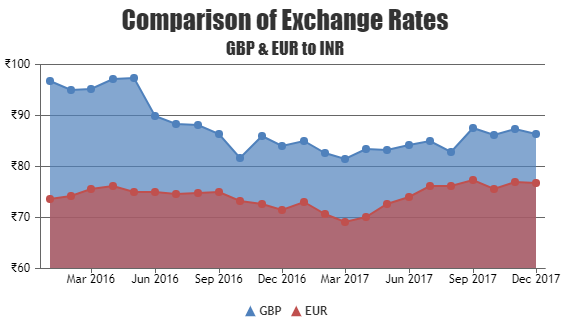 Comparison of Exchange Rates
GBP & EUR to INR
₹100
₹90
₹80
₹70
₹60
Mar 2016 Jun 2016 Sep 2016 Dec 2016 Mar 2017 Jun 2017 Sep 2017 Dec 2017
GBP EUR